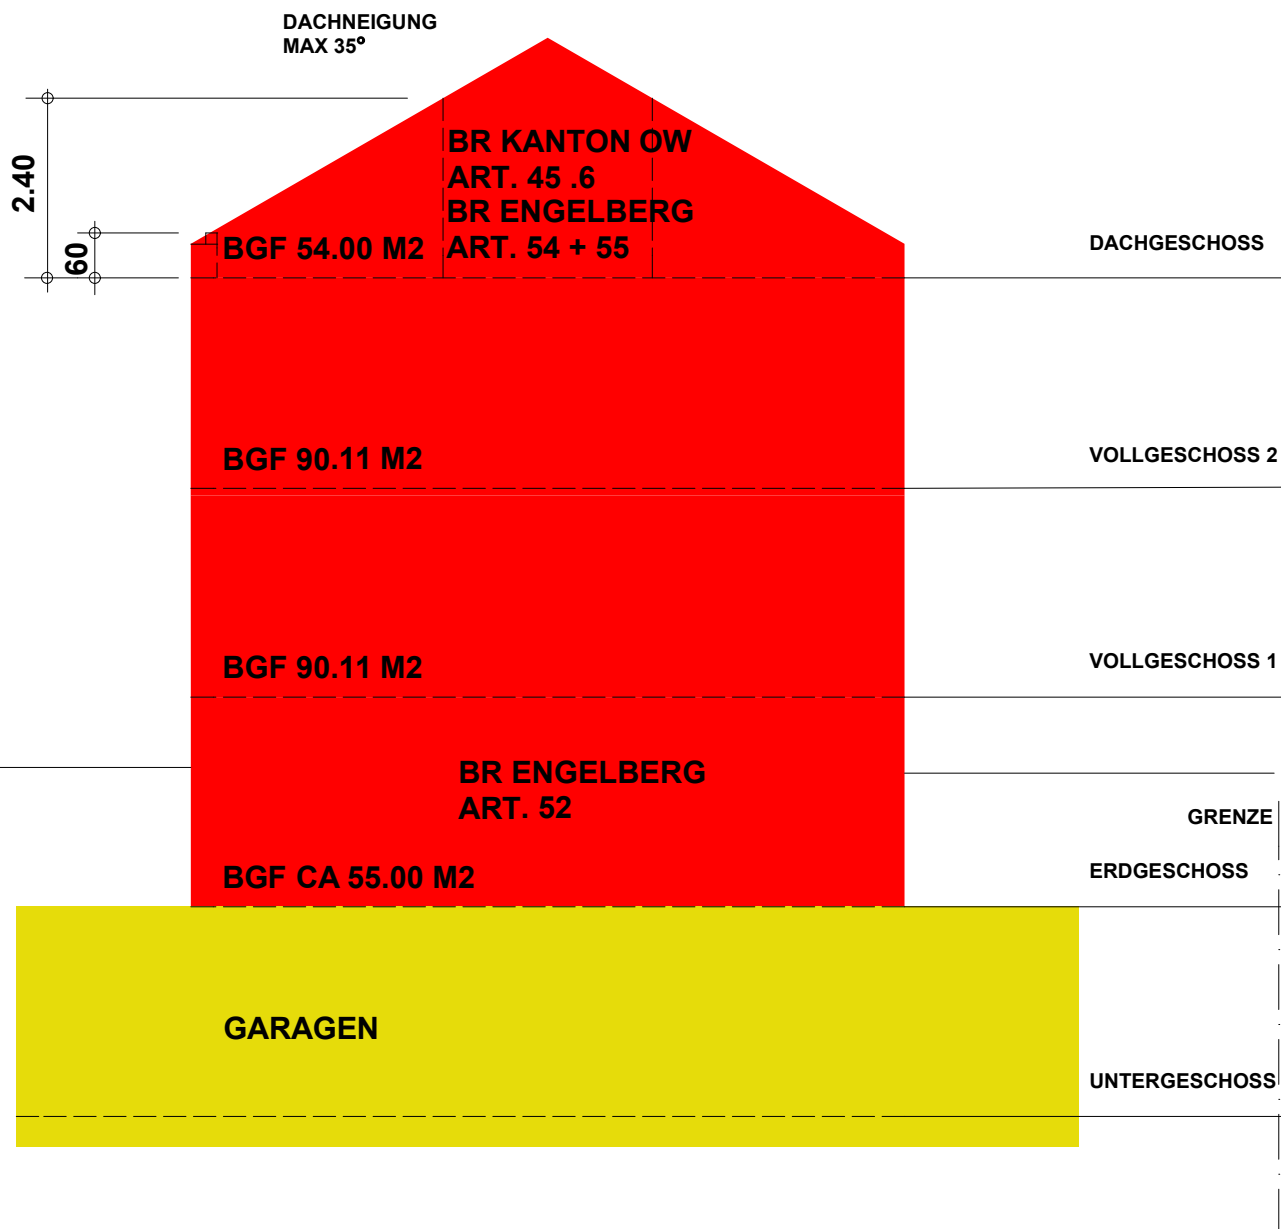 DACHNEIGUNG
MAX 35°
2.40
60
BR KANTON OW
ART. 45 .6
BR ENGELBERG
ART. 54 + 55
BGF 54.00 M2
DACHGESCHOSS
BGF 90.11 M2
VOLLGESCHOSS 2
BGF 90.11 M2
VOLLGESCHOSS 1
BR ENGELBERG
ART. 52
GRENZE
BGF CA 55.00 M2
ERDGESCHOSS
GARAGEN
UNTERGESCHOSS